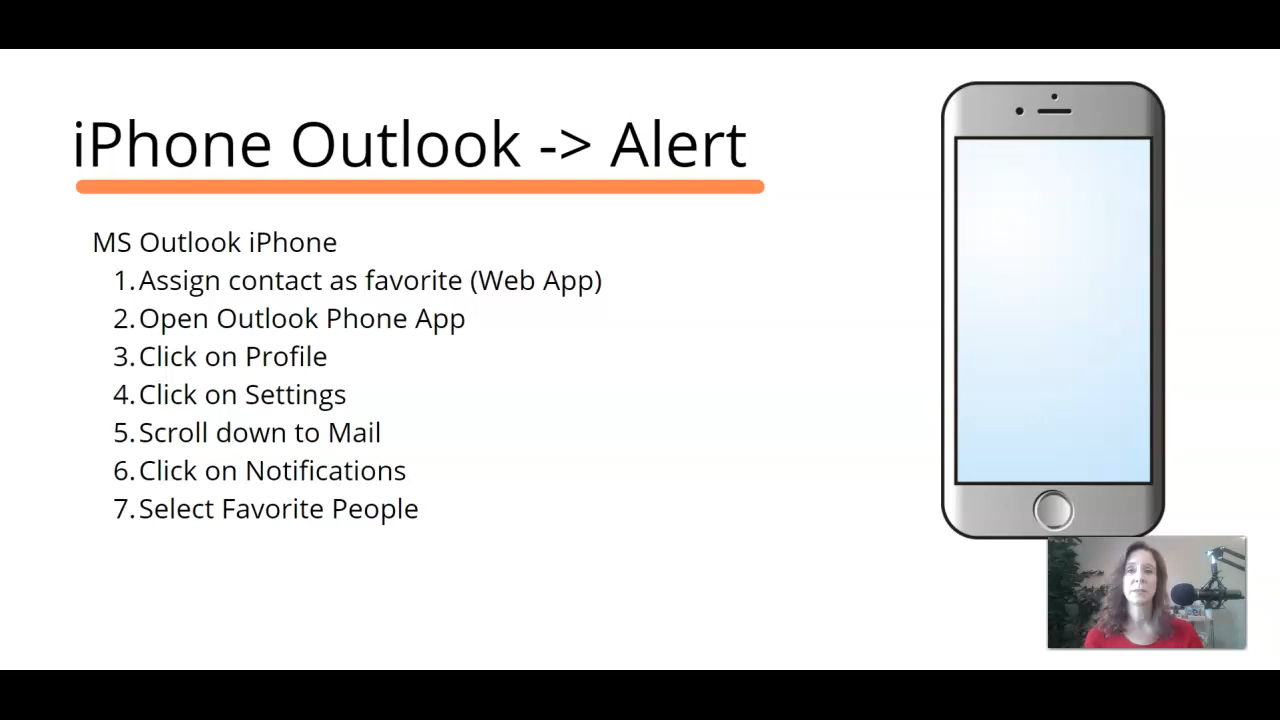 iPhone Outlook -> Alert
MS Outlook iPhone
1. Assign contact as favorite (Web App)
2. Open Outlook Phone App
3. Click on Profile
4. Click on Settings
5. Scroll down to Mail
6. Click on Notifications
7. Select Favorite People